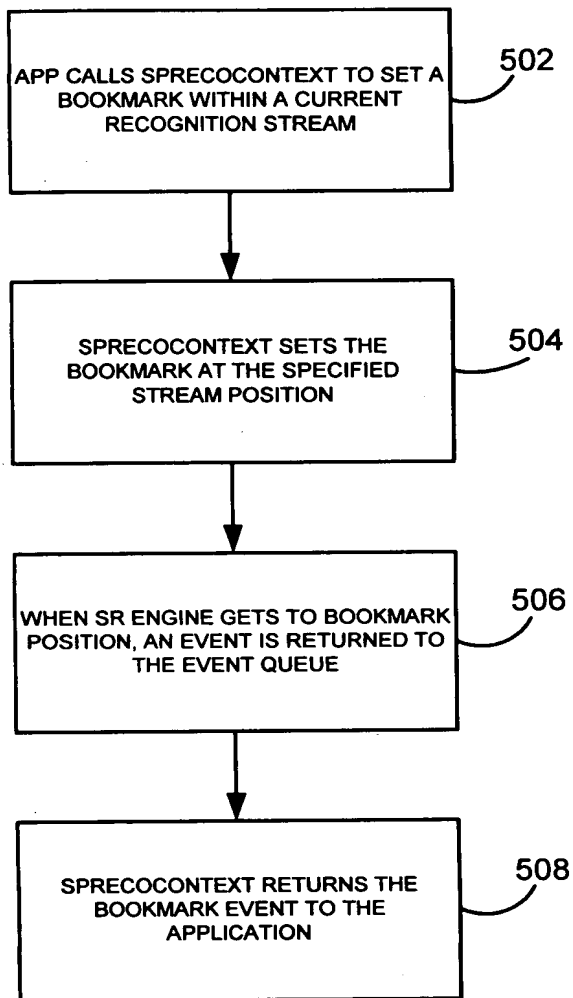 APP CALLS SPRECOCONTEXT TO SET A
BOOKMARK WITHIN A CURRENT
RECOGNITION STREAM
502
SPRECOCONTEXT SETS THE
BOOKMARK AT THE SPECIFIED
STREAM POSITION
504
WHEN SR ENGINE GETS TO BOOKMARK
POSITION, AN EVENT IS RETURNED TO
THE EVENT QUEUE
506
SPRECOCONTEXT RETURNS THE
BOOKMARK EVENT TO THE
APPLICATION
508